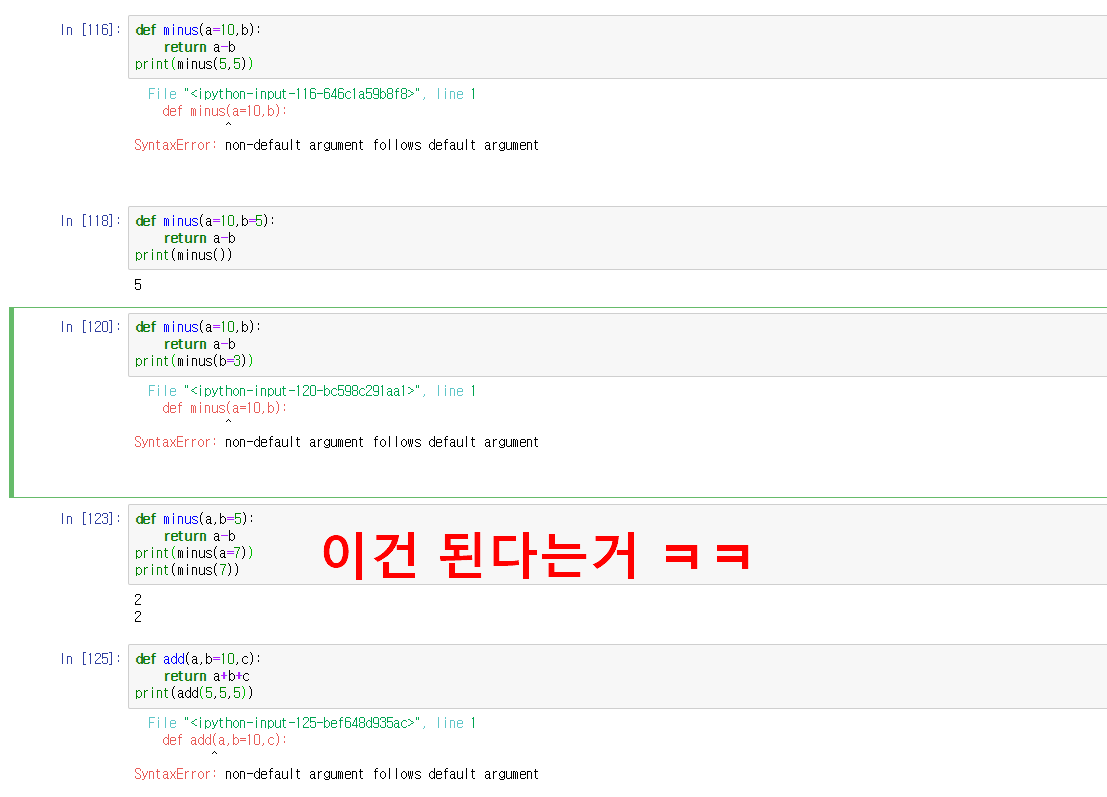 In [116]: def minus(a=10,b):
    return a-b
print(minus(5,5))
File "<ipython-input-116-646c1a59b8f8>", line 1
    def minus(a=10,b):
^
SyntaxError: non-default argument follows default argument
In [118]: def minus(a=10,b=5):
    return a-b
print(minus())
5
In [120]: def minus(a=10,b):
    return a-b
print(minus(b=3))
File "<ipython-input-120-bc598c291aa1>", line 1
    def minus(a=10,b):
^
SyntaxError: non-default argument follows default argument
In [123]: def minus(a,b=5):
    return a-b
print(minus(a=7))
print(minus(7))
이건 된다는거 ㅋㅋ
2
2
In [125]: def add(a,b=10,c):
    return a+b+c
print(add(5,5,5))
File "<ipython-input-125-bef648d935ac>", line 1
    def add(a,b=10,c):
^
SyntaxError: non-default argument follows default argument